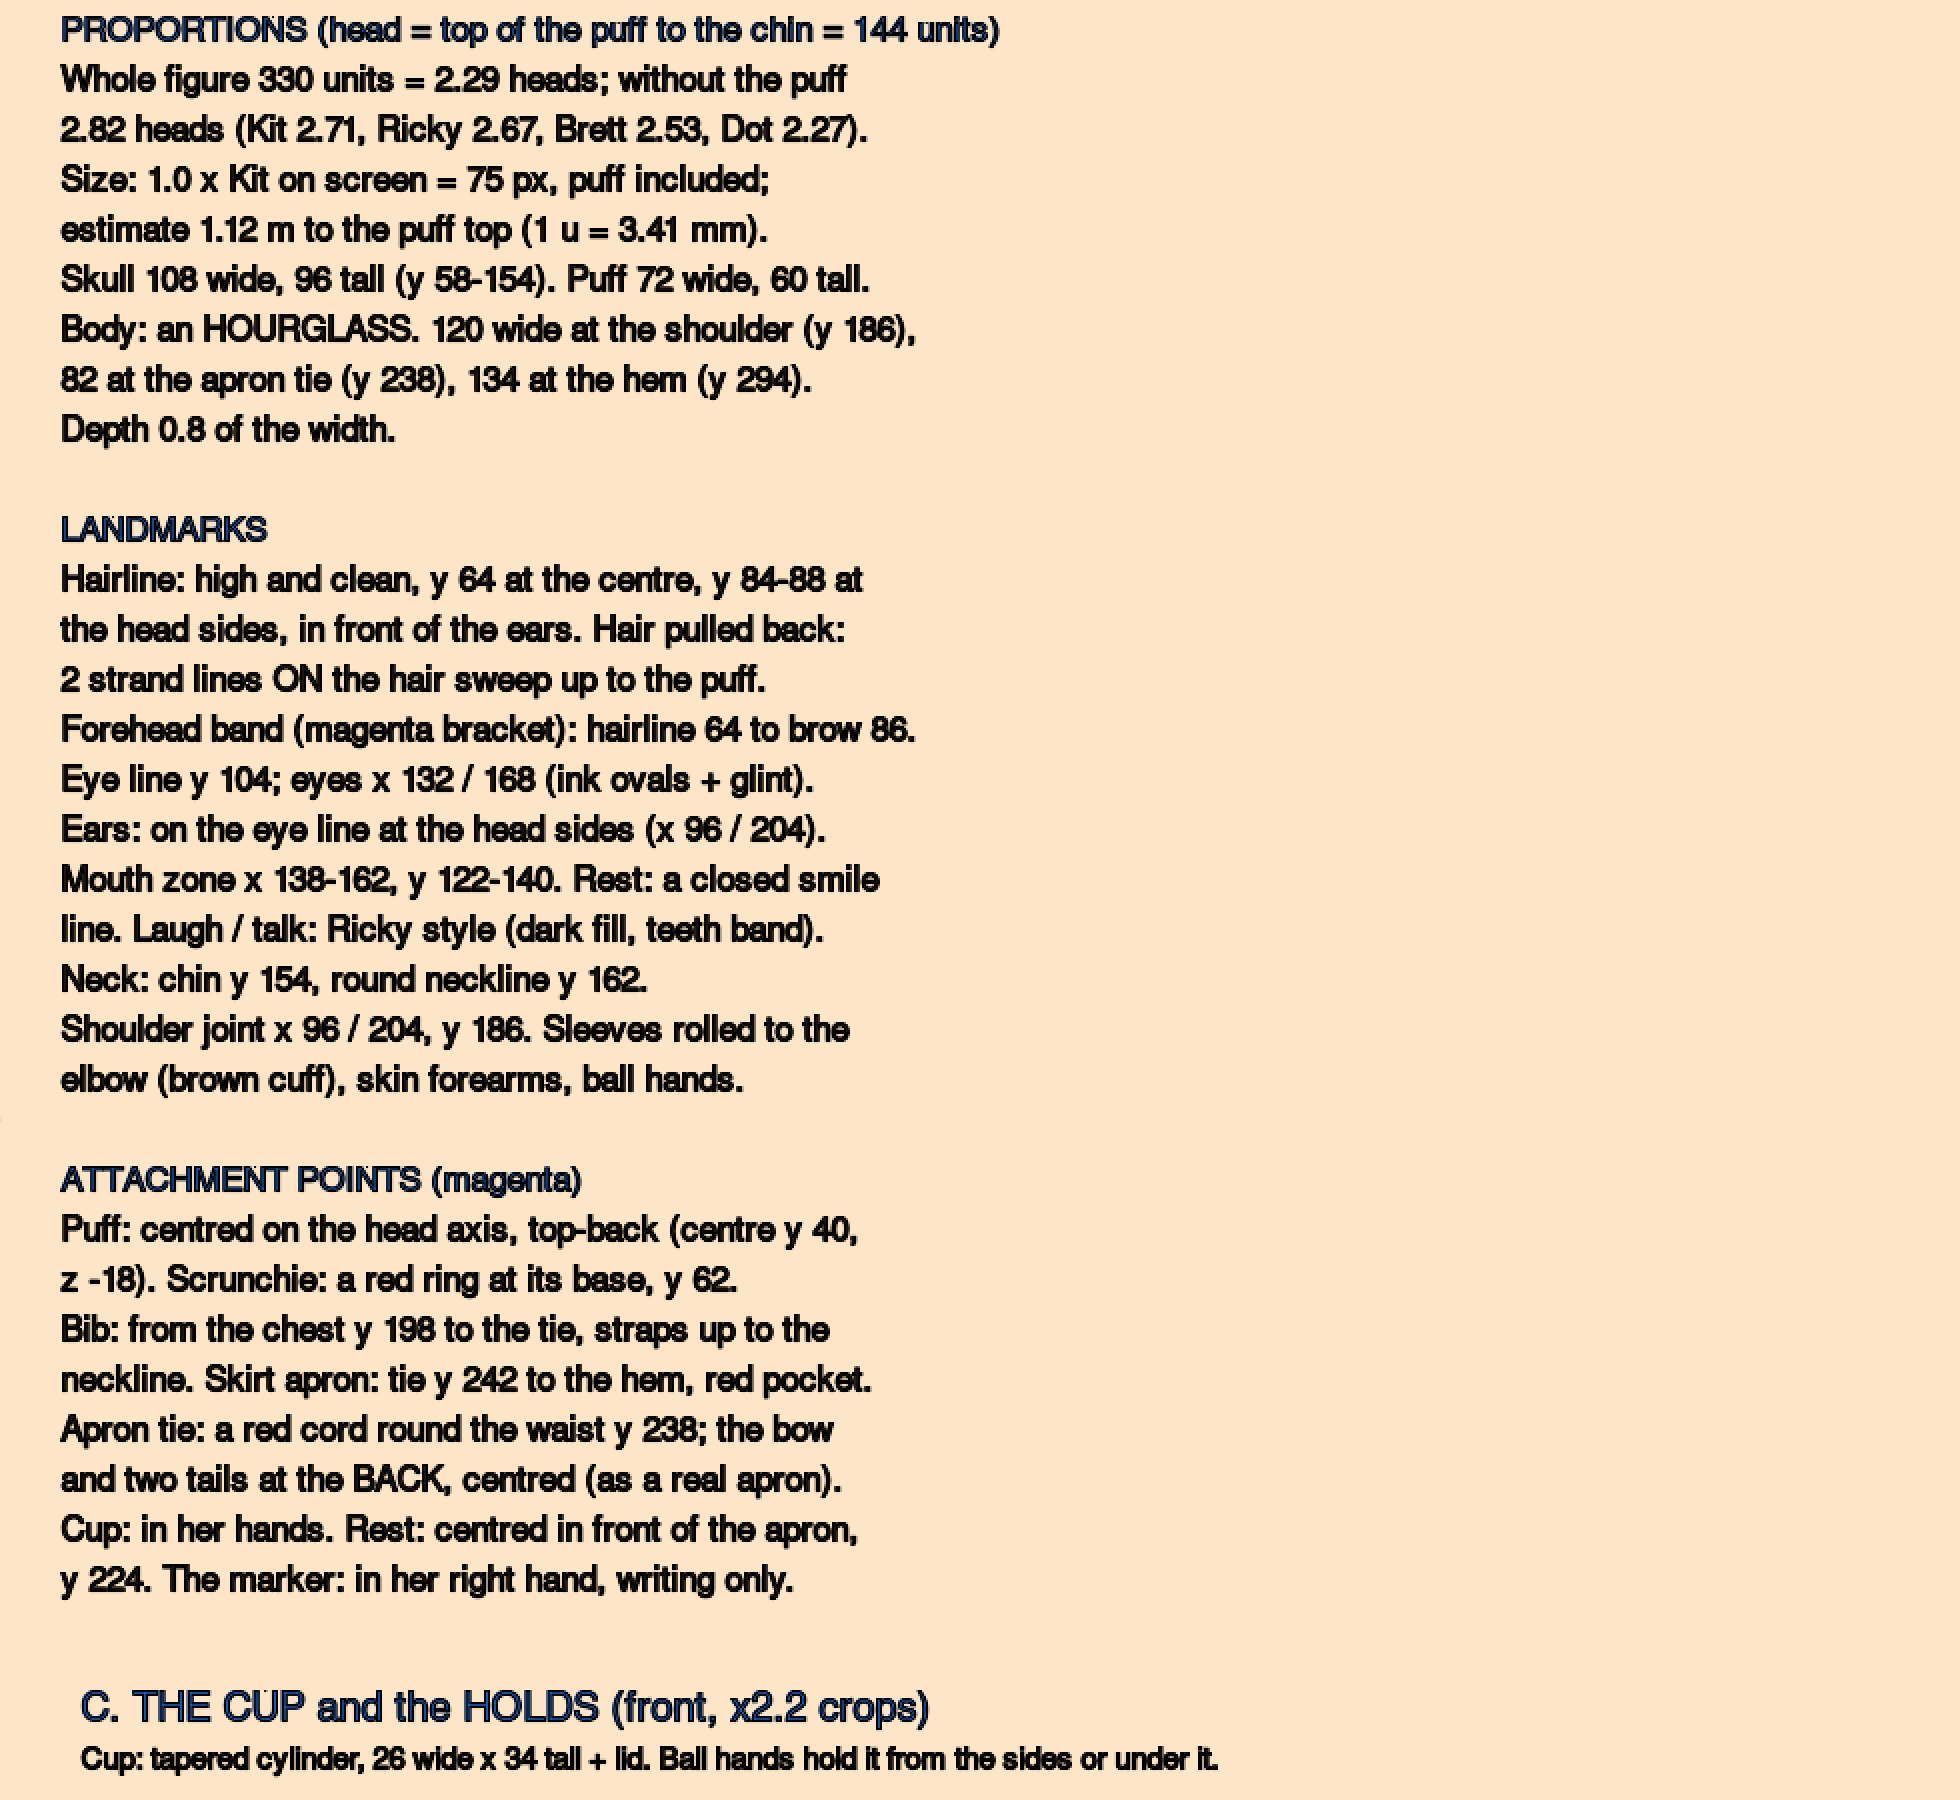 PROPORTIONS (head = top of the puff to the chin = 144 units)
Whole figure 330 units = 2.29 heads; without the puff
2.82 heads (Kit 2.71, Ricky 2.67, Brett 2.53, Dot 2.27).
Size: 1.0 x Kit on screen = 75 px, puff included;
estimate 1.12 m to the puff top (1 u = 3.41 mm).
Skull 108 wide, 96 tall (y 58-154). Puff 72 wide, 60 tall.
Body: an HOURGLASS. 120 wide at the shoulder (y 186),
82 at the apron tie (y 238), 134 at the hem (y 294).
Depth 0.8 of the width.
LANDMARKS
Hairline: high and clean, y 64 at the centre, y 84-88 at
the head sides, in front of the ears. Hair pulled back:
2 strand lines ON the hair sweep up to the puff.
Forehead band (magenta bracket): hairline 64 to brow 86.
Eye line y 104; eyes x 132 / 168 (ink ovals + glint).
Ears: on the eye line at the head sides (x 96 / 204).
Mouth zone x 138-162, y 122-140. Rest: a closed smile
line. Laugh / talk: Ricky style (dark fill, teeth band).
Neck: chin y 154, round neckline y 162.
Shoulder joint x 96 / 204, y 186. Sleeves rolled to the
elbow (brown cuff), skin forearms, ball hands.
ATTACHMENT POINTS (magenta)
Puff: centred on the head axis, top-back (centre y 40,
z -18). Scrunchie: a red ring at its base, y 62.
Bib: from the chest y 198 to the tie, straps up to the
neckline. Skirt apron: tie y 242 to the hem, red pocket.
Apron tie: a red cord round the waist y 238; the bow
and two tails at the BACK, centred (as a real apron).
Cup: in her hands. Rest: centred in front of the apron,
y 224. The marker: in her right hand, writing only.
C. THE CUP and the HOLDS (front, x2.2 crops)
Cup: tapered cylinder, 26 wide x 34 tall + lid. Ball hands hold it from the sides or under it.